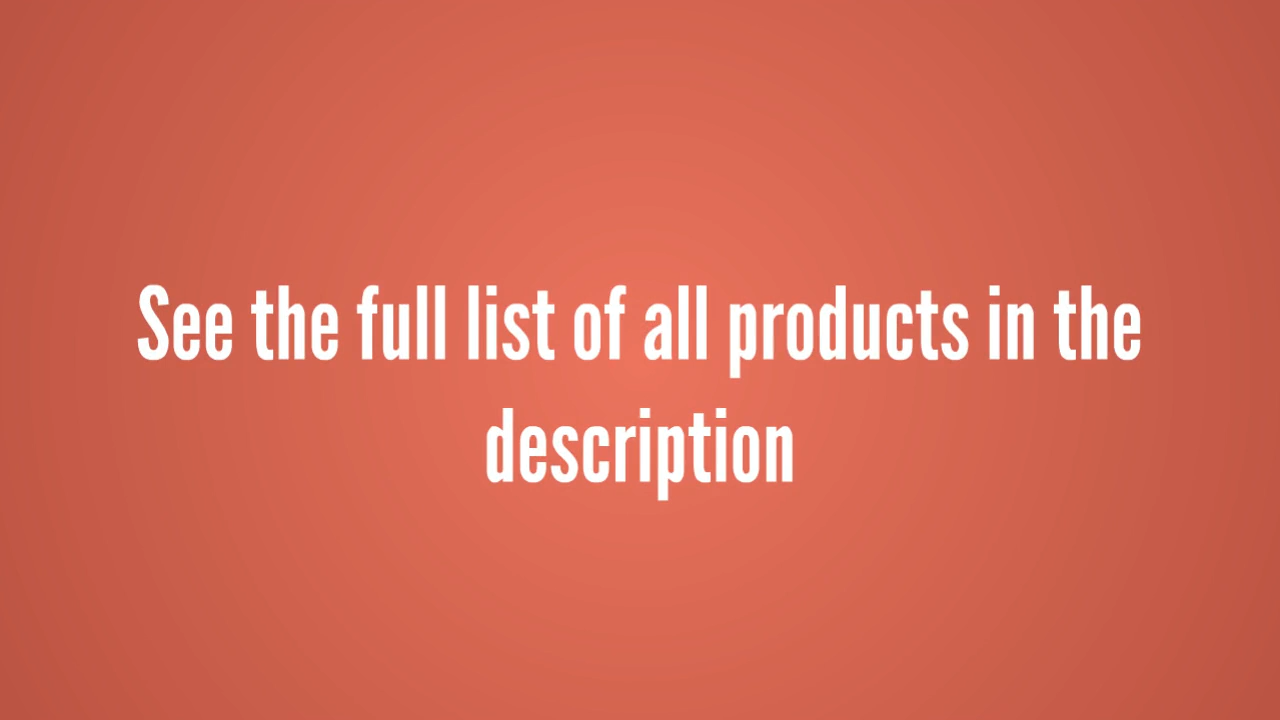 See the full list of all products in the
description